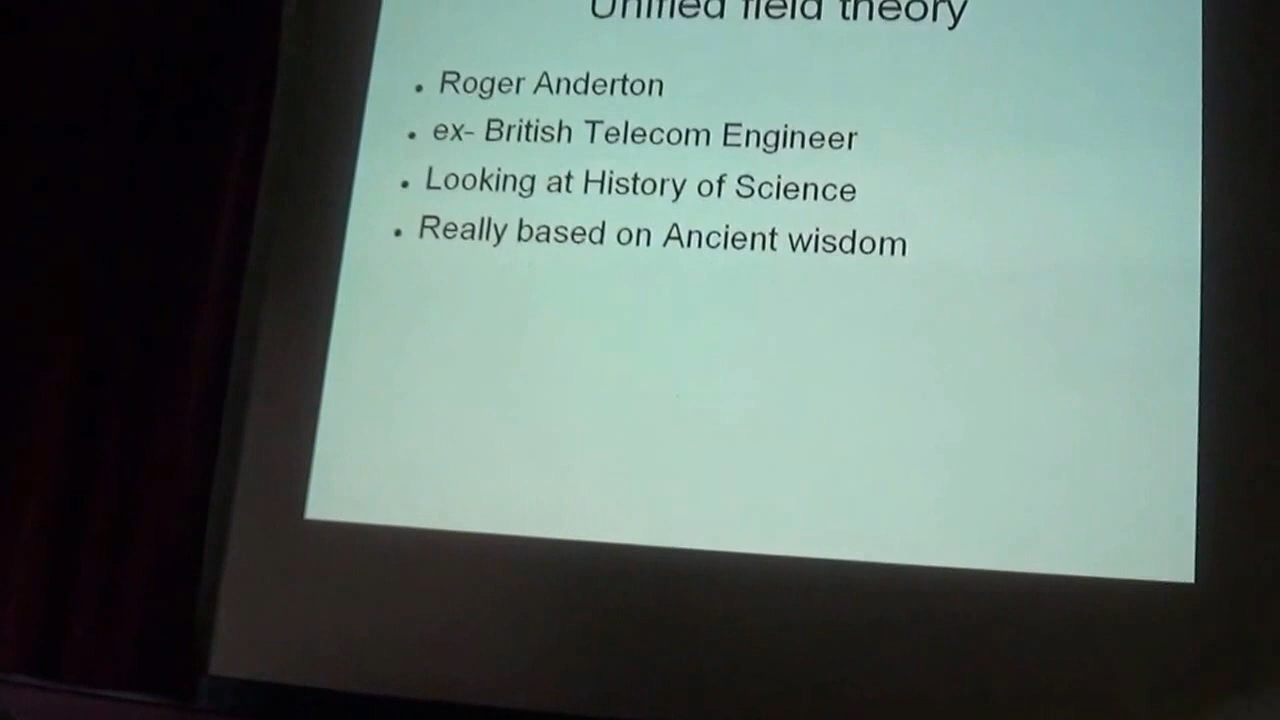 Unified field theory
• Roger Anderton
• ex- British Telecom Engineer
• Looking at History of Science
• Really based on Ancient wisdom